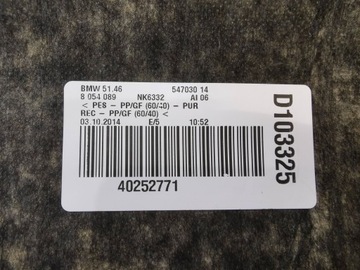 BMW 51.46 547030 14
8 054 089 NK6332 AI 06
< PES - PP/GF (60/40) - PUR
REC - PP/GF (60/40) <
03.10.2014 E/5 10:52
40252771
D103325